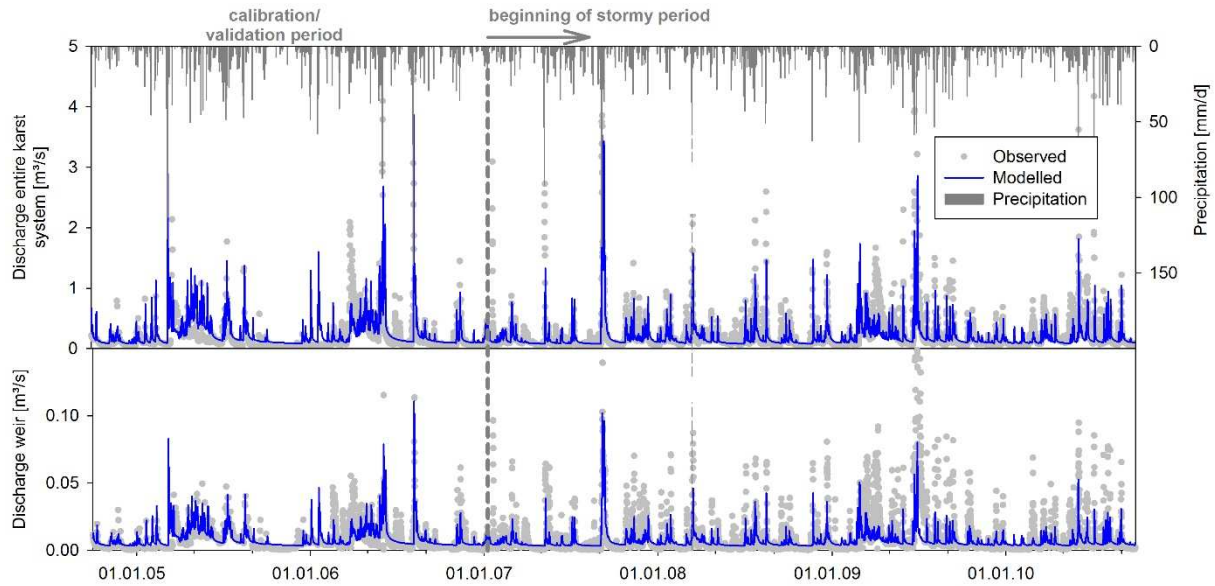 calibration/
validation period
beginning of stormy period
5
4
3
2
1
0
Discharge entire karst
system [m³/s]
0
50
100
150
Precipitation [mm/d]
Observed
Modelled
Precipitation
0.10
0.05
0.00
Discharge weir [m³/s]
01.01.05 01.01.06 01.01.07 01.01.08 01.01.09 01.01.10